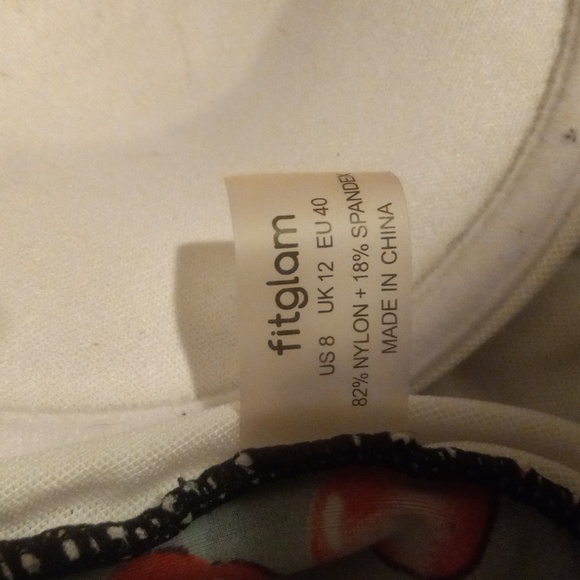 fitglam
US 8 UK 12 EU 40
82% NYLON + 18% SPANDEX
MADE IN CHINA